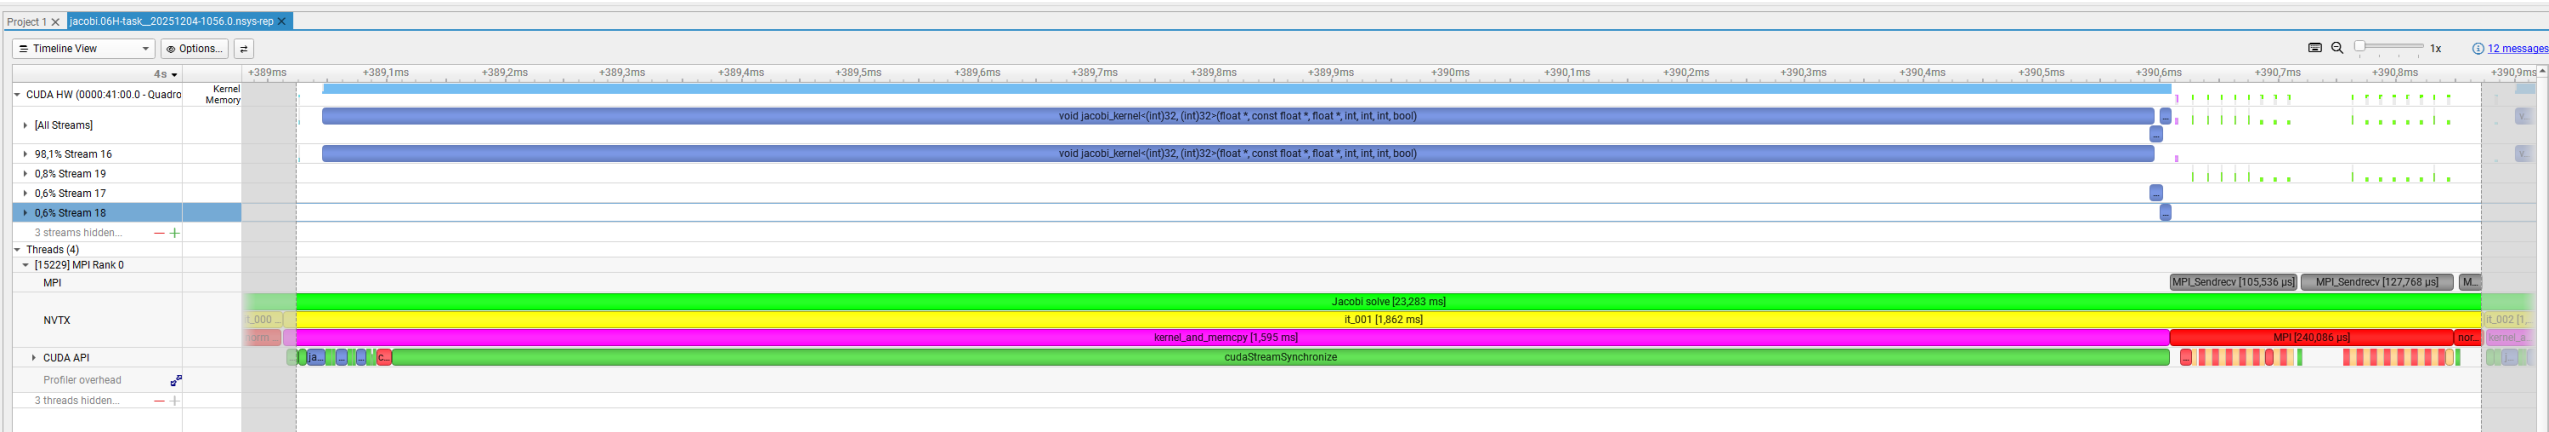 Project 1
jacobi.06H-task__20251204-1056.0.nsys-rep
Timeline View
Options...
1x
12 messages
4s
+389ms +389,1ms +389,2ms +389,3ms +389,4ms +389,5ms +389,6ms +389,7ms +389,8ms +389,9ms +390ms +390,1ms +390,2ms +390,3ms +390,4ms +390,5ms +390,6ms +390,7ms +390,8ms +390,9ms
CUDA HW (0000:41:00.0 - Quadro
Kernel
Memory
[All Streams]
void jacobi_kernel<(int)32, (int)32>(float *, const float *, float *, int, int, int, bool)
...
v...
...
98,1% Stream 16
void jacobi_kernel<(int)32, (int)32>(float *, const float *, float *, int, int, int, bool)
v...
0,8% Stream 19
0,6% Stream 17
...
0,6% Stream 18
...
3 streams hidden...
Threads (4)
[15229] MPI Rank 0
MPI
MPI_Sendrecv [105,536 µs]
MPI_Sendrecv [127,768 µs]
M...
Jacobi solve [23,283 ms]
NVTX
it_001 [1,862 ms]
it_002 [1,...
kernel_and_memcpy [1,595 ms]
MPI [240,086 µs]
nor...
kernel_a...
CUDA API
ja...
...
...
c...
cudaStreamSynchronize
Profiler overhead
3 threads hidden...